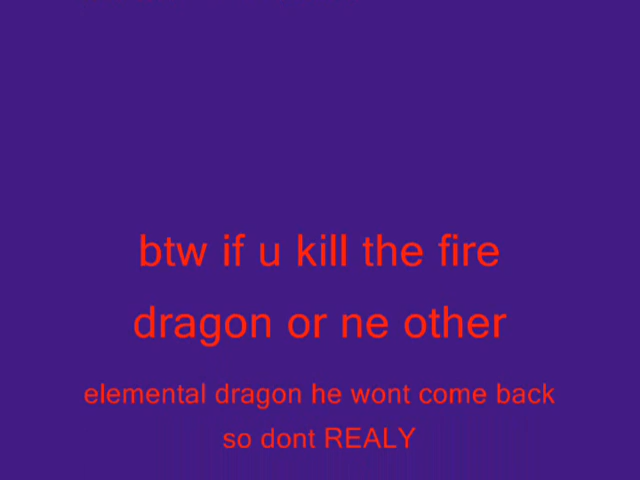 btw if u kill the fire
dragon or ne other
elemental dragon he wont come back
so dont REALY